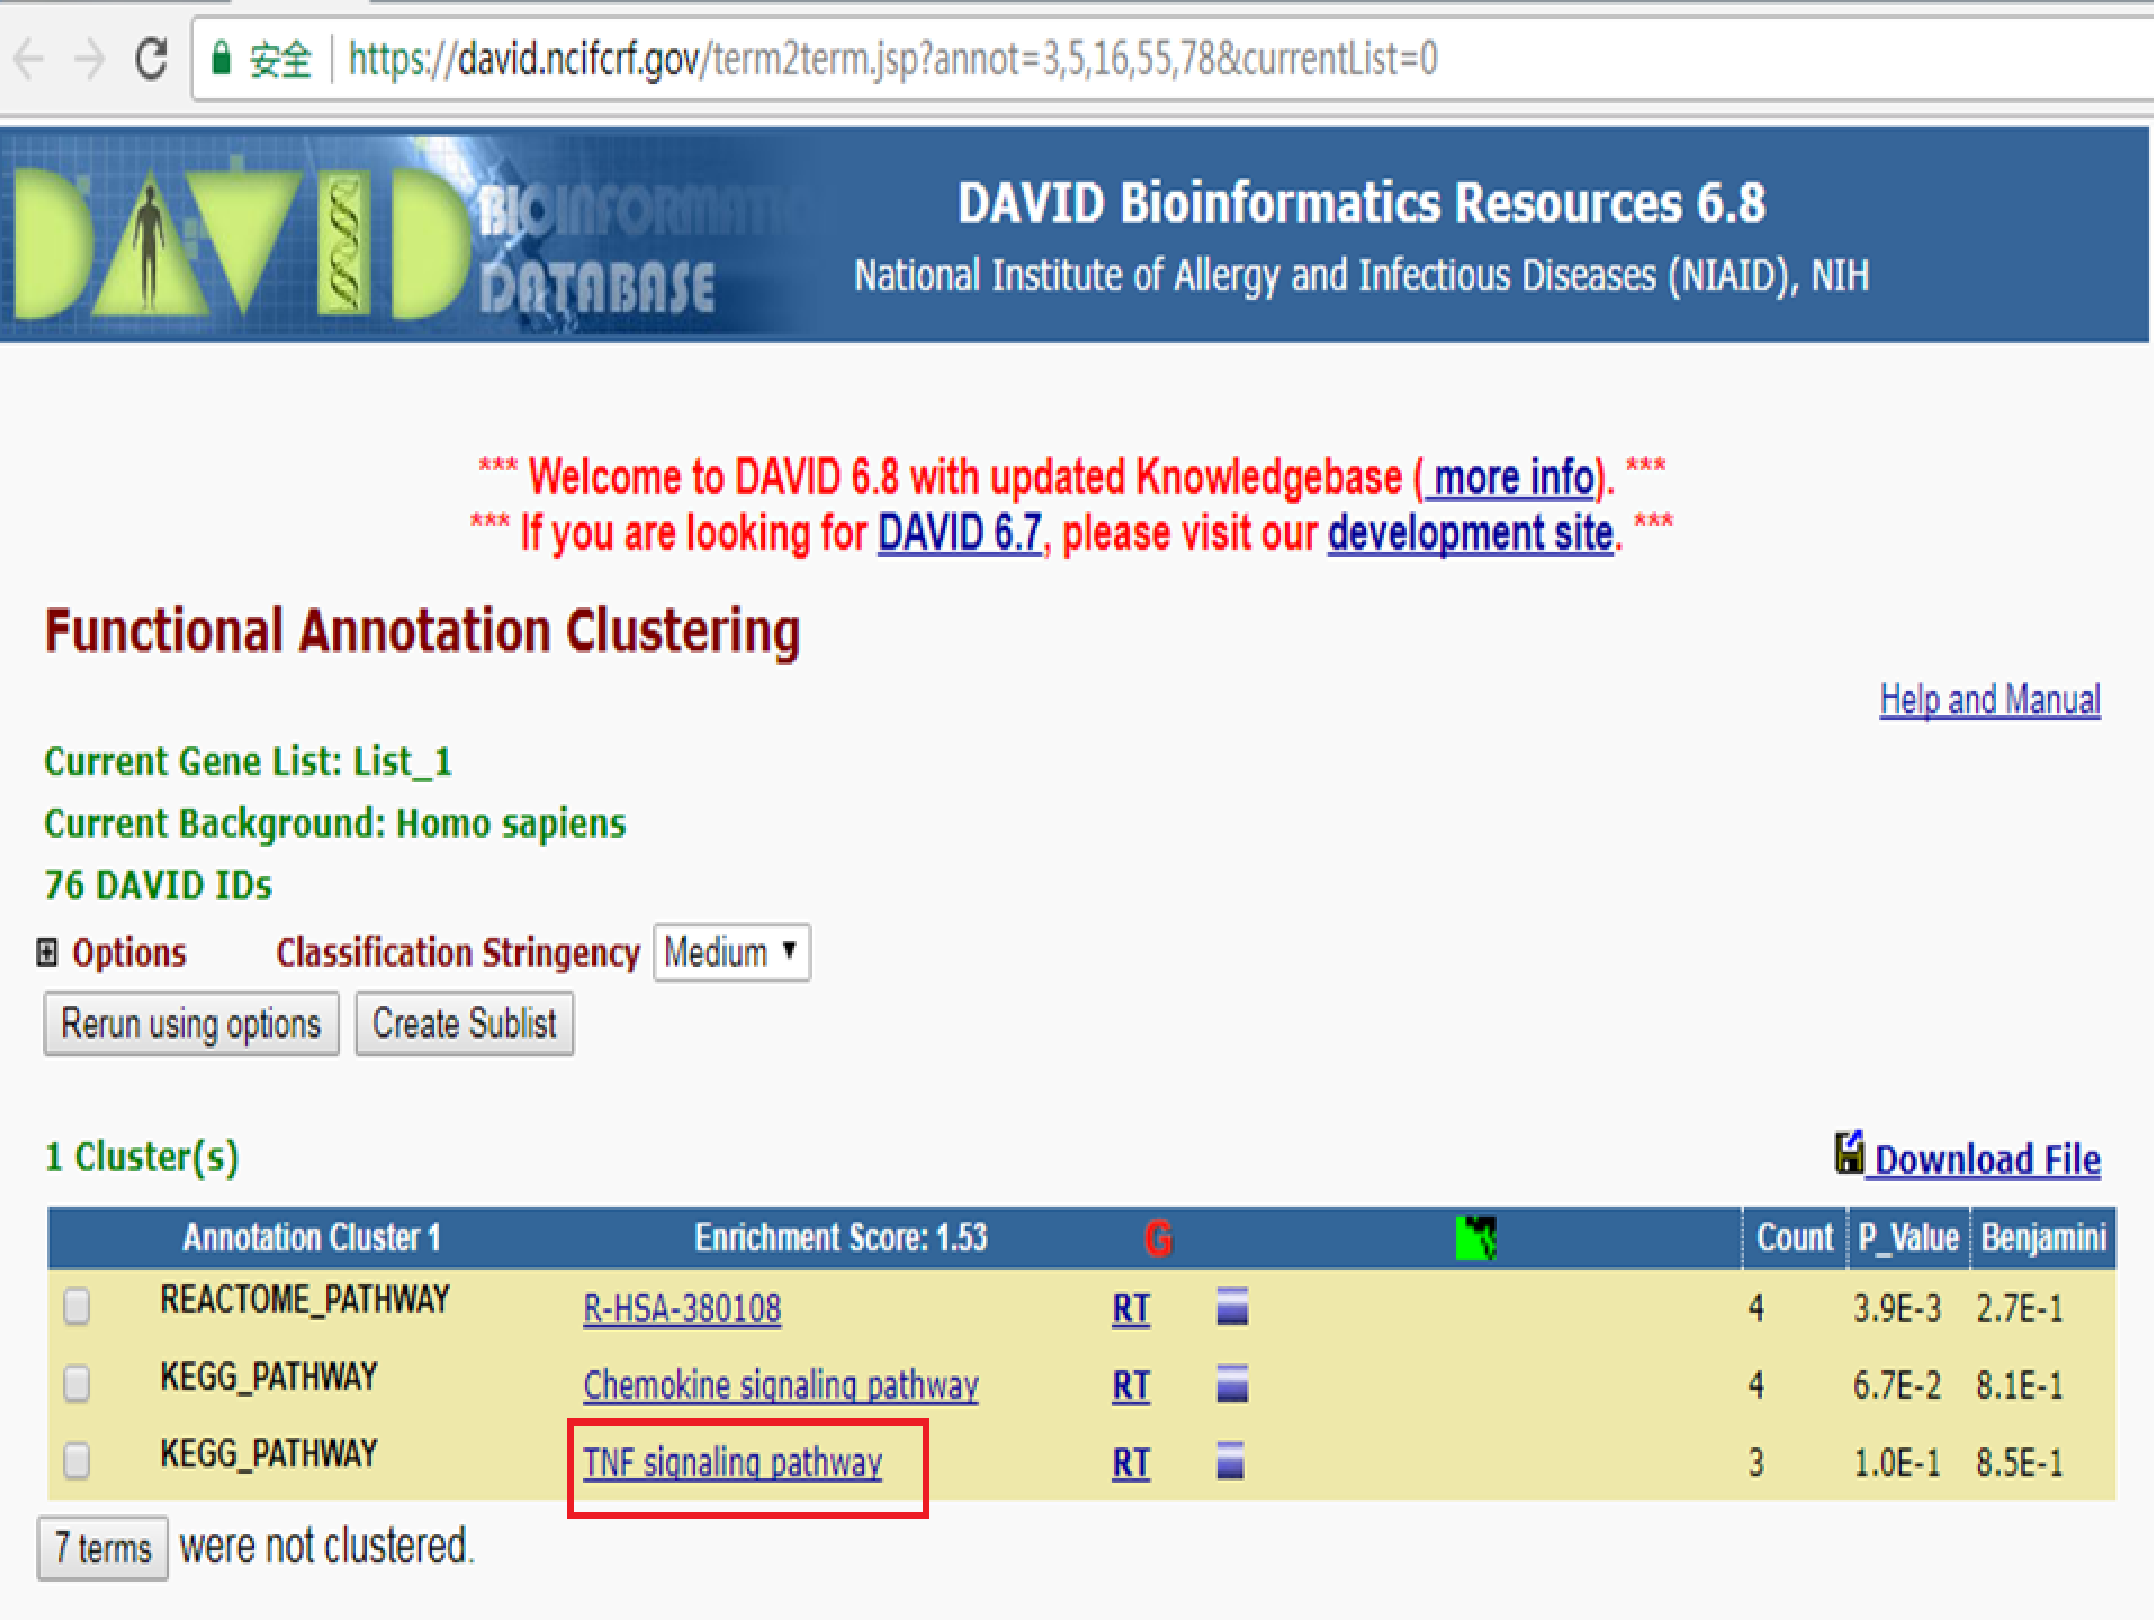 安全 https://david.ncifcrf.gov/term2term.jsp?annot=3,5,16,55,78&currentList=0
DAVID BIOINFORMATICS DATABASE
DAVID Bioinformatics Resources 6.8
National Institute of Allergy and Infectious Diseases (NIAID), NIH
*** Welcome to DAVID 6.8 with updated Knowledgebase ( more info). ***
*** If you are looking for DAVID 6.7, please visit our development site. ***
Functional Annotation Clustering
Help and Manual
Current Gene List: List_1
Current Background: Homo sapiens
76 DAVID IDs
Options Classification Stringency Medium
Rerun using options Create Sublist
1 Cluster(s) Download File
Annotation Cluster 1 Enrichment Score: 1.53 G Count P_Value Benjamini
REACTOME_PATHWAY R-HSA-380108 RT 4 3.9E-3 2.7E-1
KEGG_PATHWAY Chemokine signaling pathway RT 4 6.7E-2 8.1E-1
KEGG_PATHWAY TNF signaling pathway RT 3 1.0E-1 8.5E-1
7 terms were not clustered.